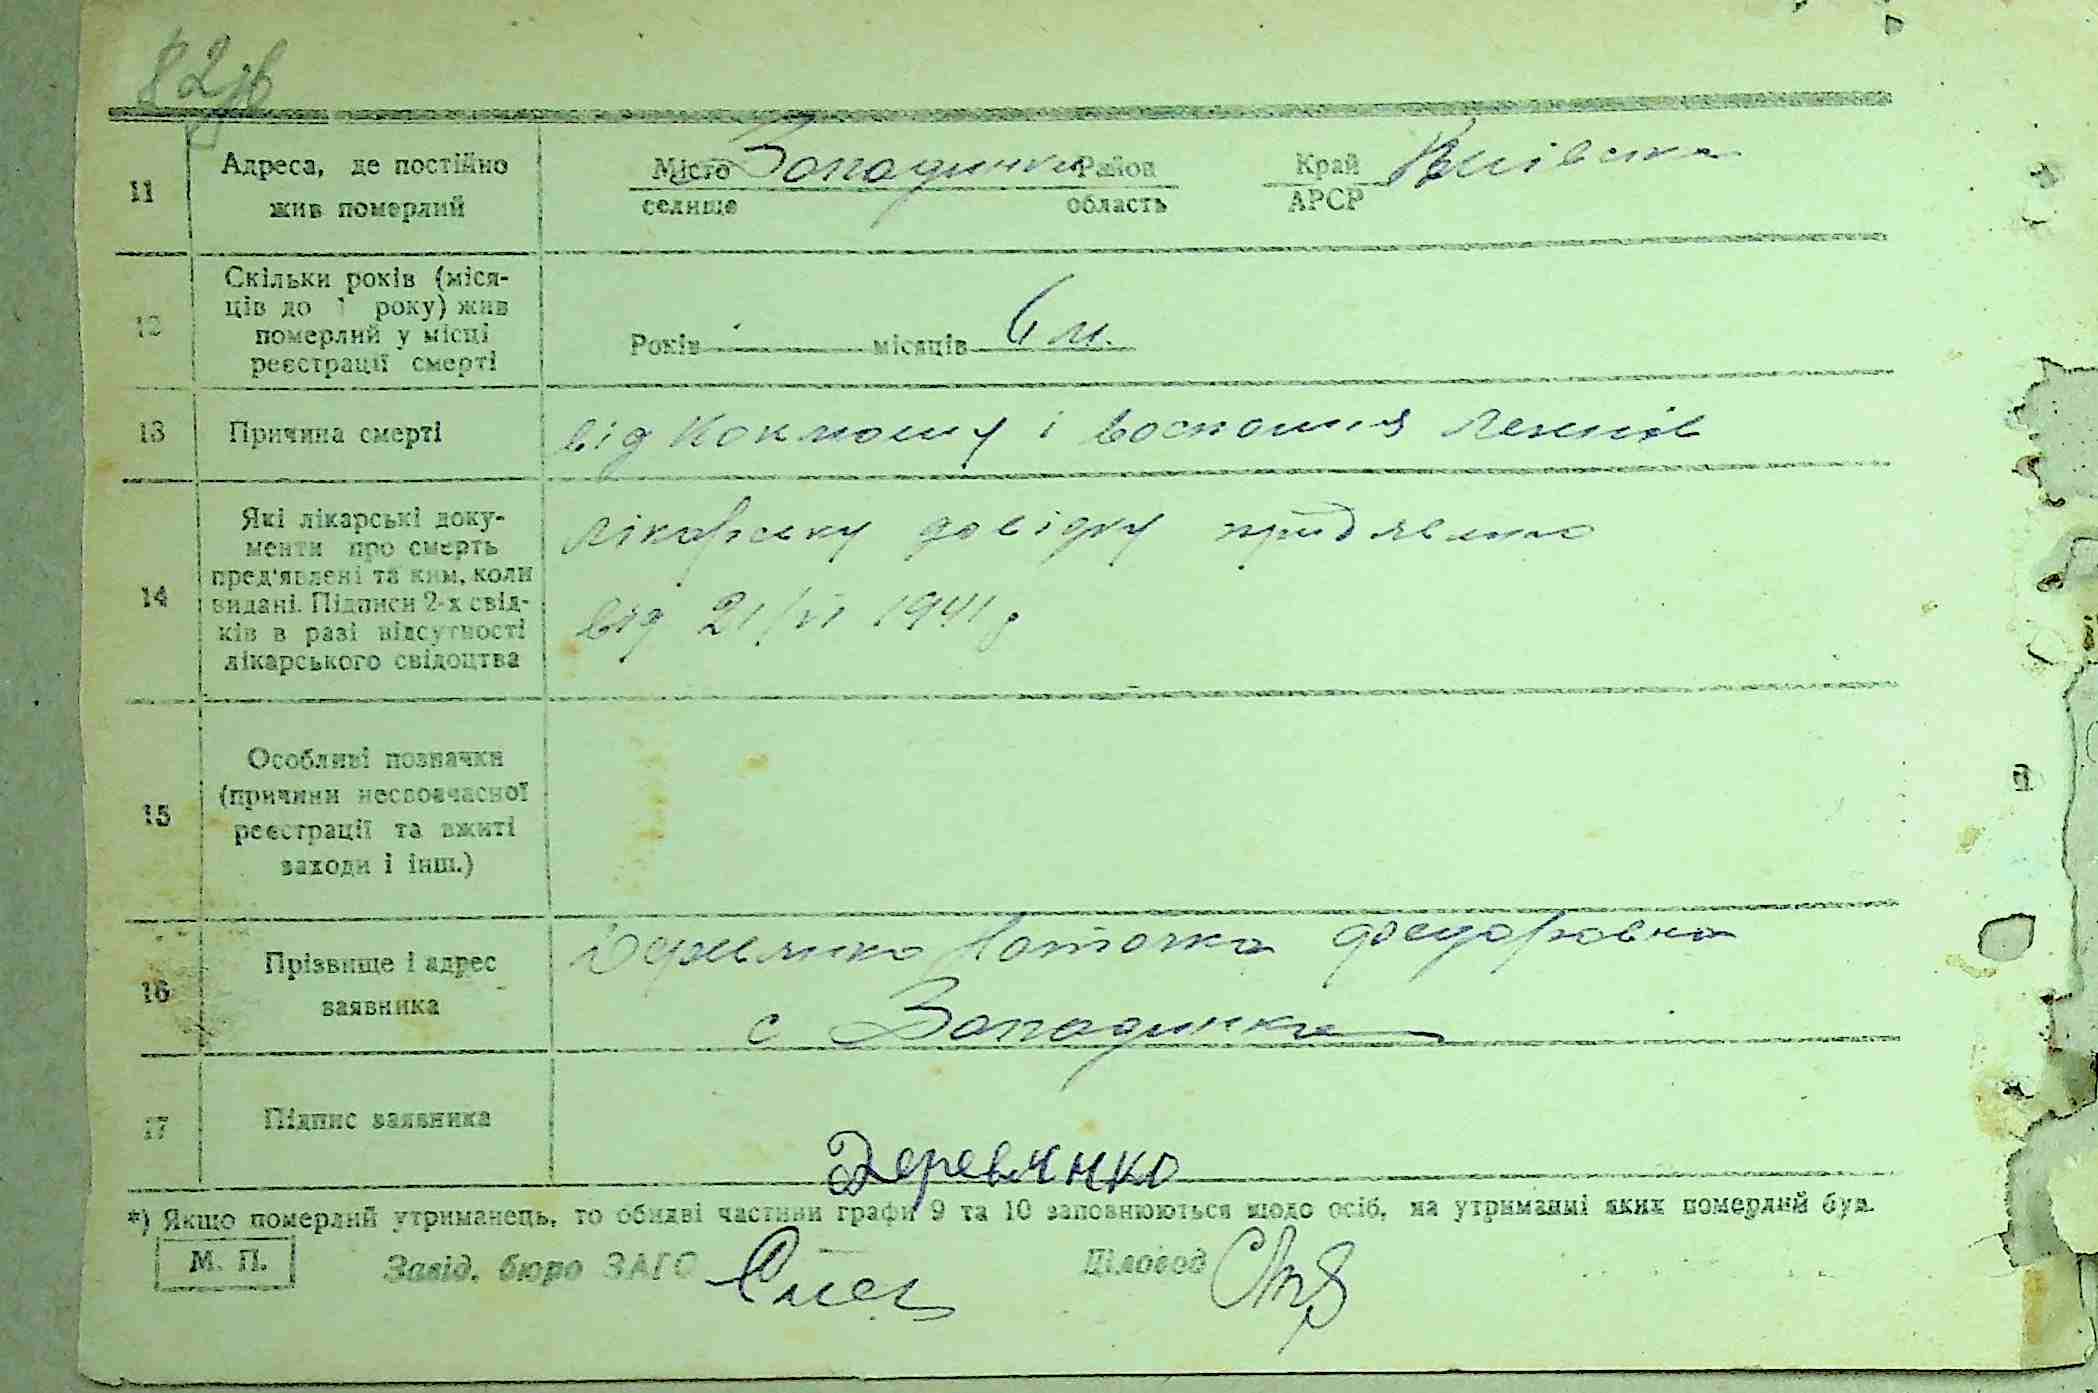 82зв
11 Адреса, де постійно жив померлий
Місто селище Западинка Район область Край АРСР Київська
12 Скільки років (міся-
ців до 1 року) жив
померлий у місці
реєстрації смерті
Років місяців 6 м.
13 Причина смерті
від Коклюшу і Воспаления легких
14 Які лікарські доку-
менти про смерть
пред'явлені та ким, коли
видані. Підписи 2-х свід-
ків в разі відсутності
лікарського свідоцтва
лікарську довідку
від 21/VI 1941 р
15 Особливі позначки
(причини несвоєчасної
реєстрації та вжиті
заходи і інш.)
16 Прізвище і адрес
заявника
Деревянко Наталка Федоровна
с Западинка
17 Підпис заявника
Деревянко
*) Якщо померлий утриманець, то обидві частини графи 9 та 10 заповнюються щодо осіб, на утриманні яких померлий був.
М. П. Завід. бюро ЗАГС Діловод